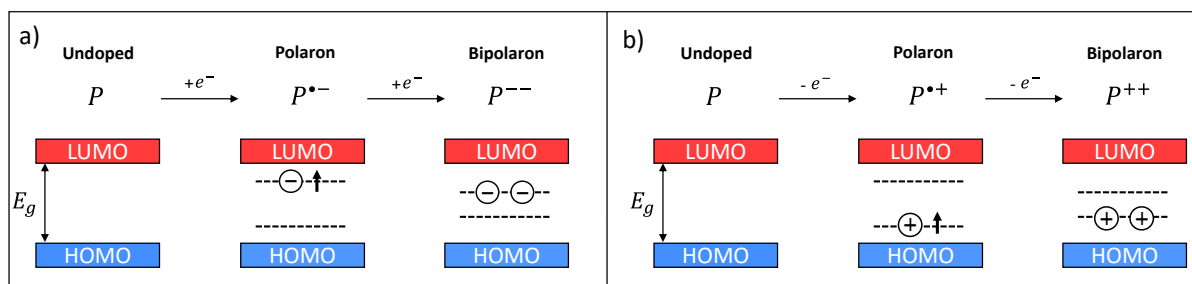 a)
Undoped Polaron Bipolaron
P +e⁻ P•− +e⁻ P−−
LUMO LUMO LUMO
E_g
− − −
HOMO HOMO HOMO
b)
Undoped Polaron Bipolaron
P - e⁻ P•+ - e⁻ P++
LUMO LUMO LUMO
E_g
+ + +
HOMO HOMO HOMO